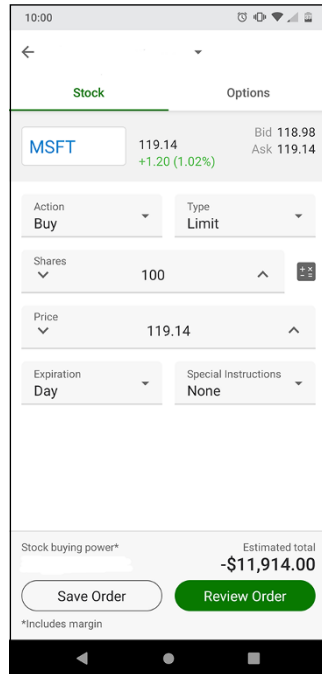 10:00
Stock Options
MSFT 119.14 Bid 118.98
+1.20 (1.02%) Ask 119.14
Action Type
Buy Limit
Shares
100
Price
119.14
Expiration Special Instructions
Day None
Stock buying power* Estimated total
-$11,914.00
Save Order Review Order
*Includes margin